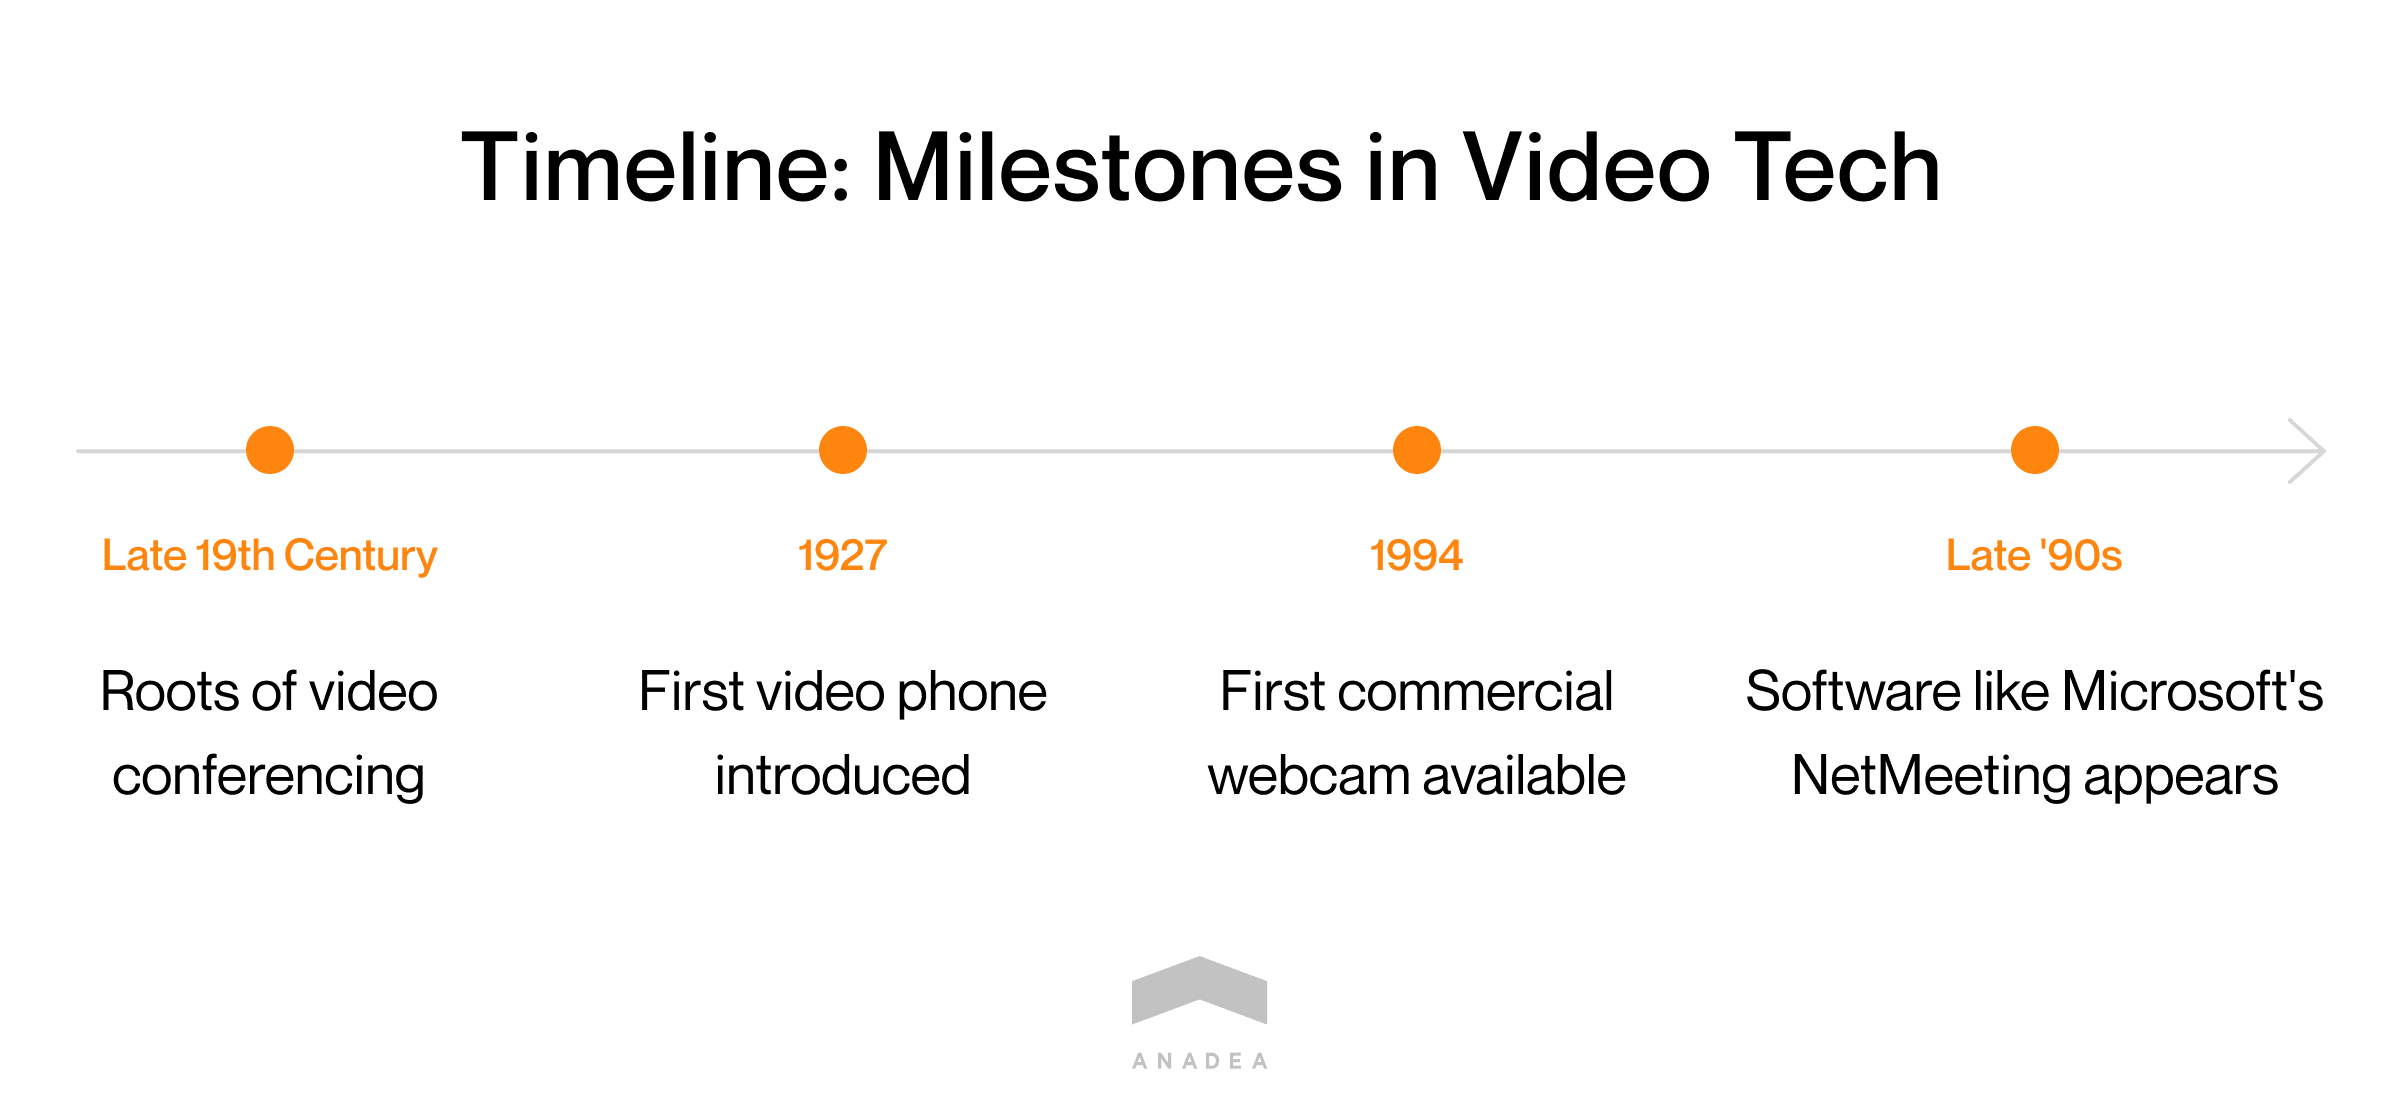 Timeline: Milestones in Video Tech
Late 19th Century
Roots of video
conferencing
1927
First video phone
introduced
1994
First commercial
webcam available
Late '90s
Software like Microsoft's
NetMeeting appears
ANADEA